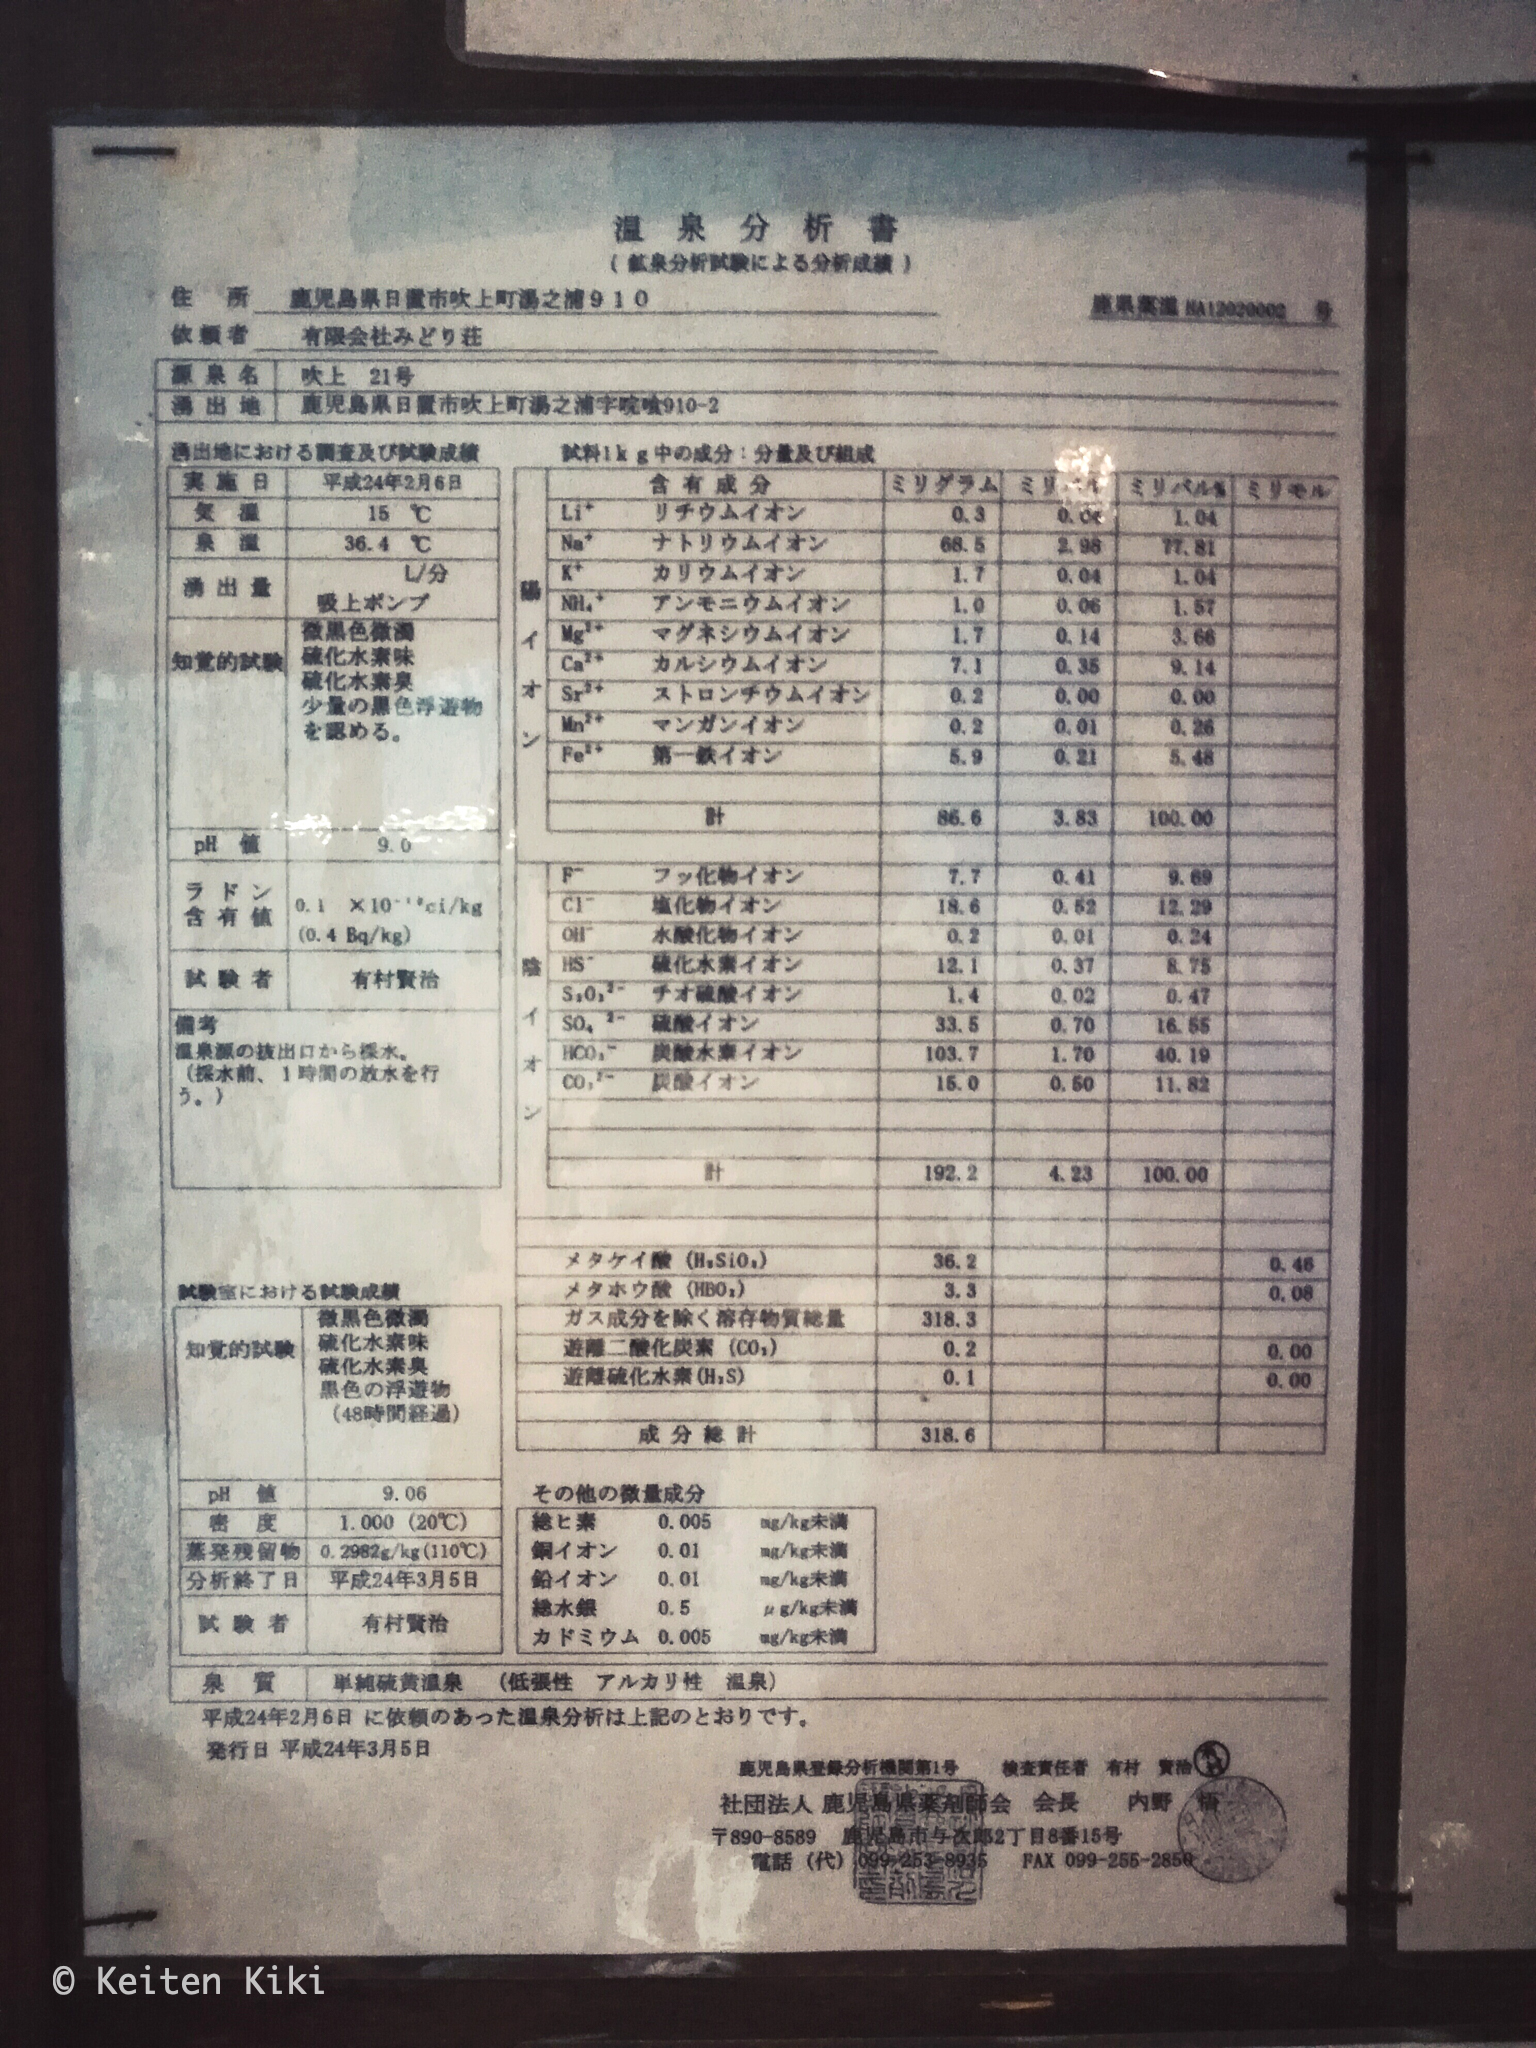 温泉分析書
(鉱泉分析試験による分析成績)
住所 鹿児島県日置市吹上町湯之浦910
鹿県薬温 HA12020002 号
依頼者 有限会社みどり荘
源泉名 吹上 21号
湧出地 鹿児島県日置市吹上町湯之浦字 910-2
湧出地における調査及び試験成績
実施日 平成24年2月6日
気温 15 ℃
泉温 36.4 ℃
湧出量 L/分
吸上ポンプ
知覚的試験 微黒色微濁
硫化水素味
硫化水素臭
少量の黒色浮遊物
を認める。
pH 値 9.0
ラドン含有値 0.1 ×10⁻¹⁰ci/kg
(0.4 Bq/kg)
試験者 有村賢治
備考
温泉源の抜出口から採水。
(採水前、1時間の放水を行
う。)
試験室における試験成績
知覚的試験 微黒色微濁
硫化水素味
硫化水素臭
黒色の浮遊物
(48時間経過)
pH 値 9.06
密度 1.000 (20℃)
蒸発残留物 0.2982g/kg(110℃)
分析終了日 平成24年3月5日
試験者 有村賢治
試料1kg中の成分:分量及び組成
含有成分 ミリグラム ミリバル ミリバル% ミリモル
陽イオン
Li⁺ リチウムイオン 0.3 0.04 1.04
Na⁺ ナトリウムイオン 68.5 2.98 77.81
K⁺ カリウムイオン 1.7 0.04 1.04
NH₄⁺ アンモニウムイオン 1.0 0.06 1.57
Mg²⁺ マグネシウムイオン 1.7 0.14 3.66
Ca²⁺ カルシウムイオン 7.1 0.35 9.14
Sr²⁺ ストロンチウムイオン 0.2 0.00 0.00
Mn²⁺ マンガンイオン 0.2 0.01 0.26
Fe²⁺ 第一鉄イオン 5.9 0.21 5.48
計 86.6 3.83 100.00
陰イオン
F⁻ フッ化物イオン 7.7 0.41 9.69
Cl⁻ 塩化物イオン 18.6 0.52 12.29
OH⁻ 水酸化物イオン 0.2 0.01 0.24
HS⁻ 硫化水素イオン 12.1 0.37 8.75
S₂O₃²⁻ チオ硫酸イオン 1.4 0.02 0.47
SO₄²⁻ 硫酸イオン 33.5 0.70 16.55
HCO₃⁻ 炭酸水素イオン 103.7 1.70 40.19
CO₃²⁻ 炭酸イオン 15.0 0.50 11.82
計 192.2 4.23 100.00
メタケイ酸 (H₂SiO₃) 36.2 0.46
メタホウ酸 (HBO₂) 3.3 0.08
ガス成分を除く溶存物質総量 318.3
遊離二酸化炭素 (CO₂) 0.2 0.00
遊離硫化水素(H₂S) 0.1 0.00
成分総計 318.6
その他の微量成分
総ヒ素 0.005 mg/kg未満
銅イオン 0.01 mg/kg未満
鉛イオン 0.01 mg/kg未満
総水銀 0.5 μg/kg未満
カドミウム 0.005 mg/kg未満
泉質 単純硫黄温泉 (低張性 アルカリ性 温泉)
平成24年2月6日 に依頼のあった温泉分析は上記のとおりです。
発行日 平成24年3月5日
鹿児島県登録分析機関第1号 検査責任者 有村 賢治
社団法人 鹿児島県薬剤師会 会長 内野 悟
〒890-8589 鹿児島市与次郎2丁目8番15号
電話 (代) 099-253-8935 FAX 099-255-2850
© Keiten Kiki